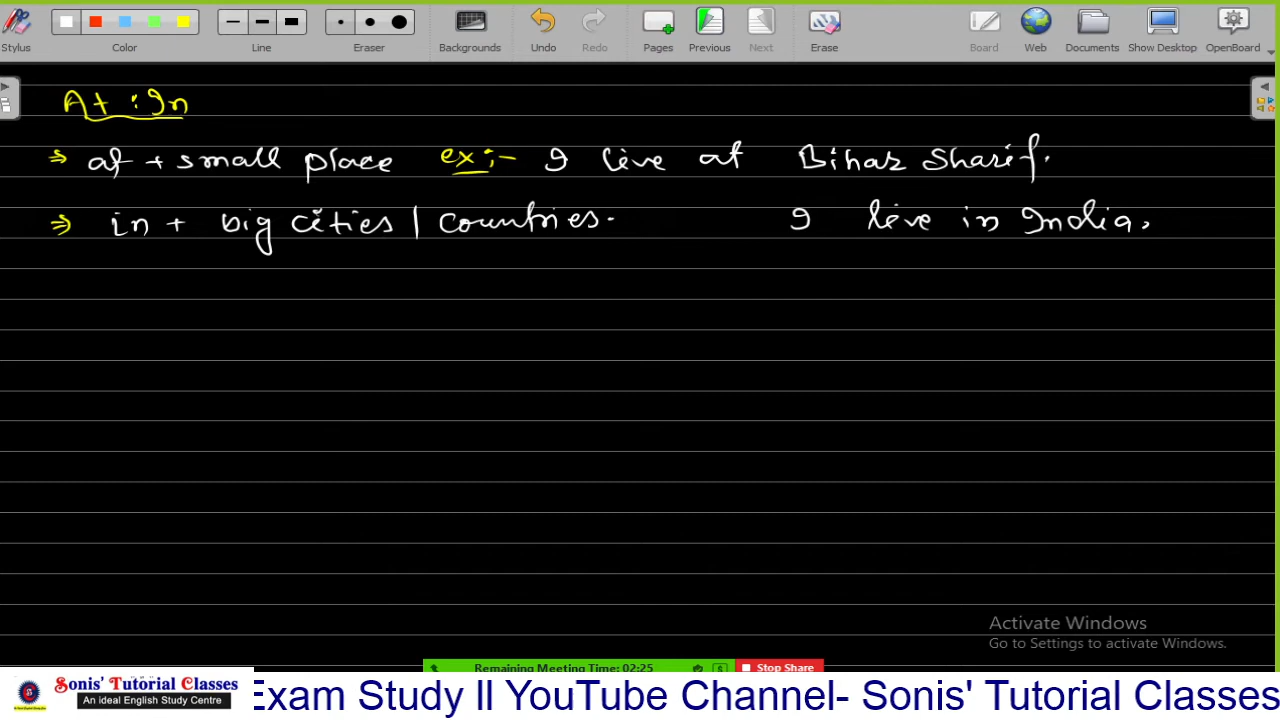 Stylus Color Line Eraser Backgrounds Undo Redo Pages Previous Next Erase Board Web Documents Show Desktop OpenBoard
At : In
⇒ at + small place ex:- I live at Bihar Sharif.
⇒ in + big cities | countries. I live in India.
Activate Windows
Go to Settings to activate Windows.
Remaining Meeting Time: 02:25 Stop Share
Sonis' Tutorial Classes
An ideal English Study Centre
Exam Study II YouTube Channel- Sonis' Tutorial Classes